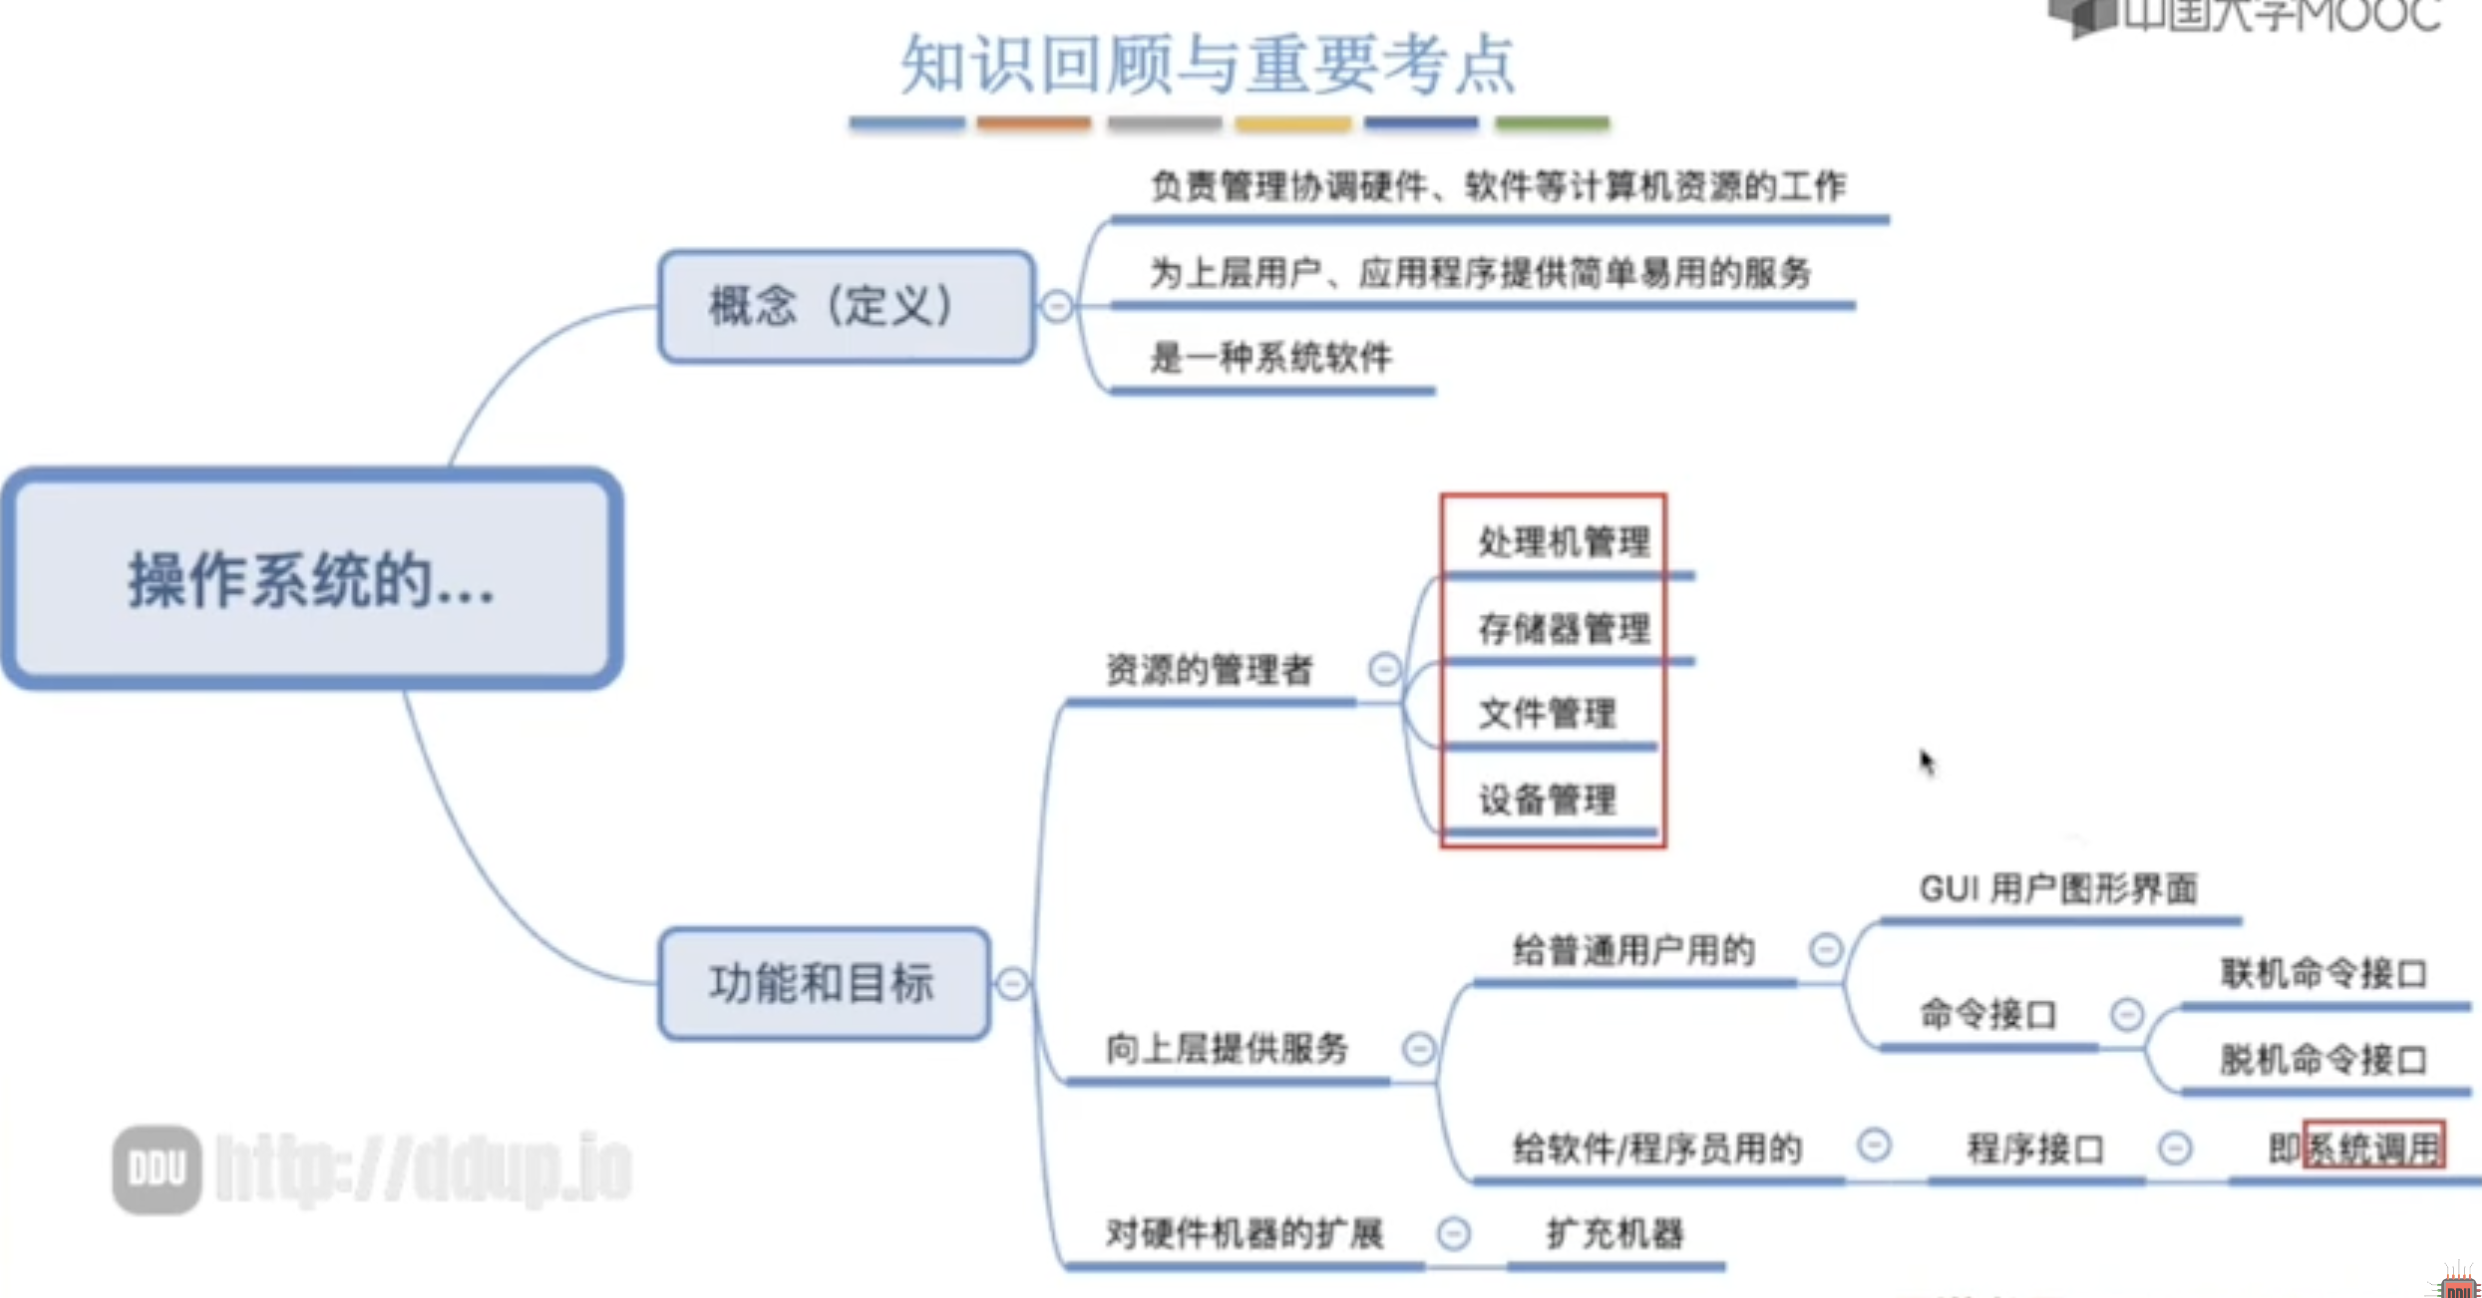 中国大学MOOC
知识回顾与重要考点
负责管理协调硬件、软件等计算机资源的工作
为上层用户、应用程序提供简单易用的服务
概念（定义）
是一种系统软件
操作系统的...
处理机管理
存储器管理
资源的管理者
文件管理
设备管理
GUI 用户图形界面
给普通用户用的
联机命令接口
功能和目标
命令接口
向上层提供服务
脱机命令接口
给软件/程序员用的
程序接口
即系统调用
DDU http://ddup.io
对硬件机器的扩展
扩充机器
DDU